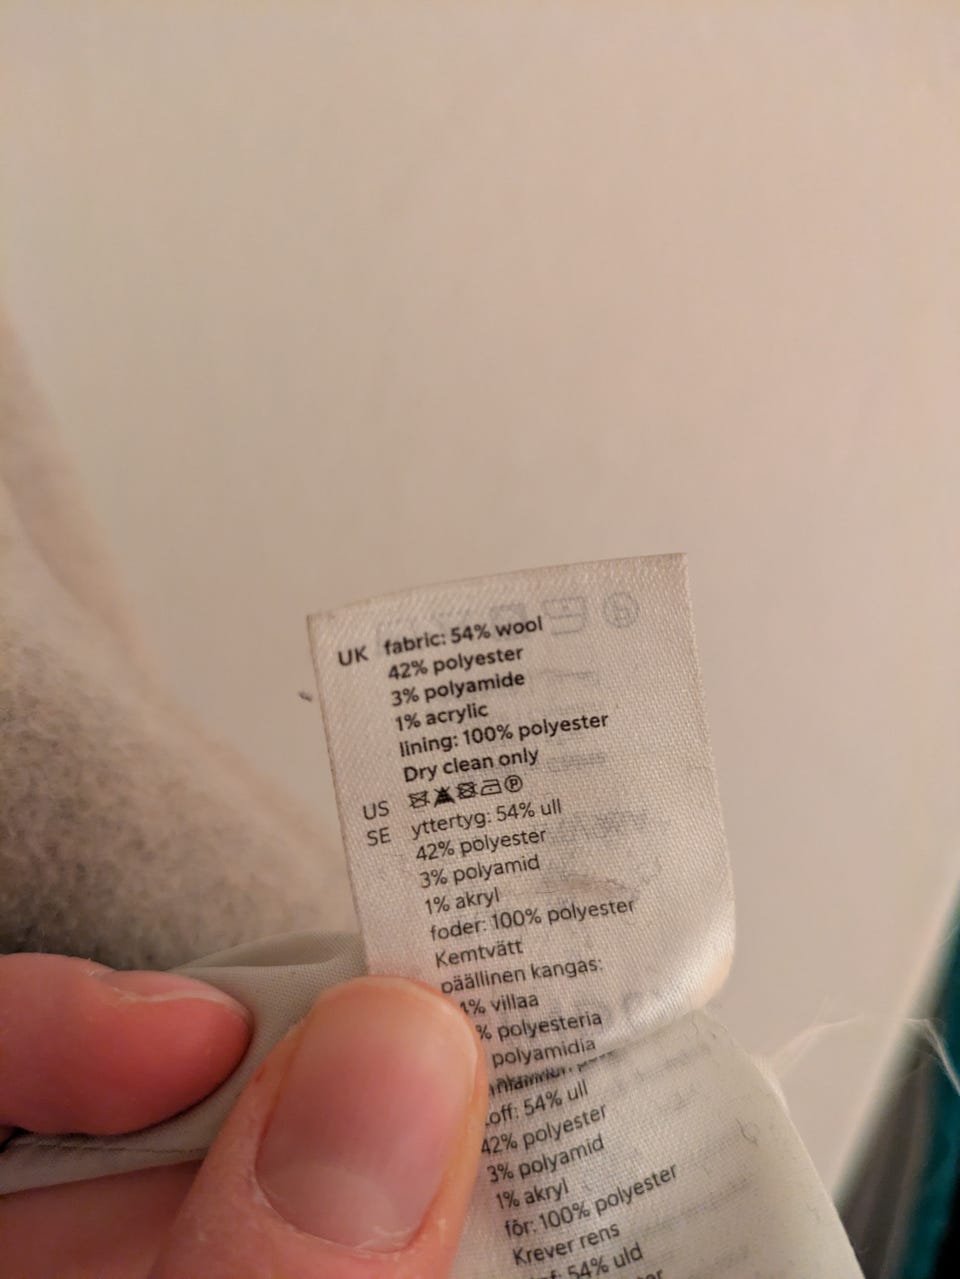 UK fabric: 54% wool
42% polyester
3% polyamide
1% acrylic
lining: 100% polyester
Dry clean only
US
SE yttertyg: 54% ull
42% polyester
3% polyamid
1% akryl
foder: 100% polyester
Kemtvätt
päällinen kangas:
4% villaa
% polyesteria
polyamidia
off: 54% ull
42% polyester
3% polyamid
1% akryl
fôr: 100% polyester
Krever rens
54% uld